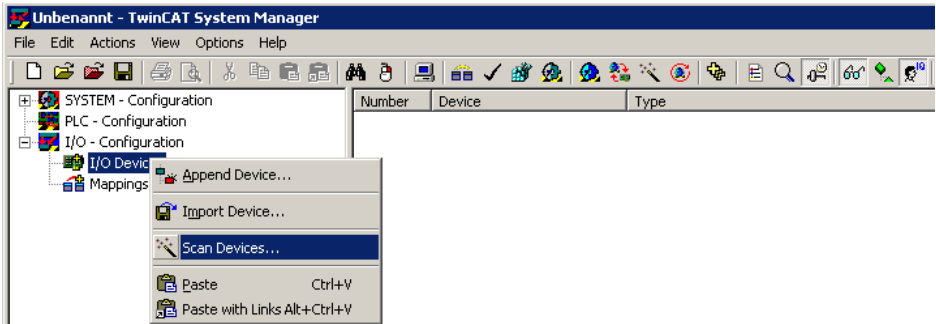 Unbenannt - TwinCAT System Manager
File Edit Actions View Options Help
SYSTEM - Configuration
Number Device Type
PLC - Configuration
I/O - Configuration
I/O Devic
Append Device...
Mappings
Import Device...
Scan Devices...
Paste Ctrl+V
Paste with Links Alt+Ctrl+V